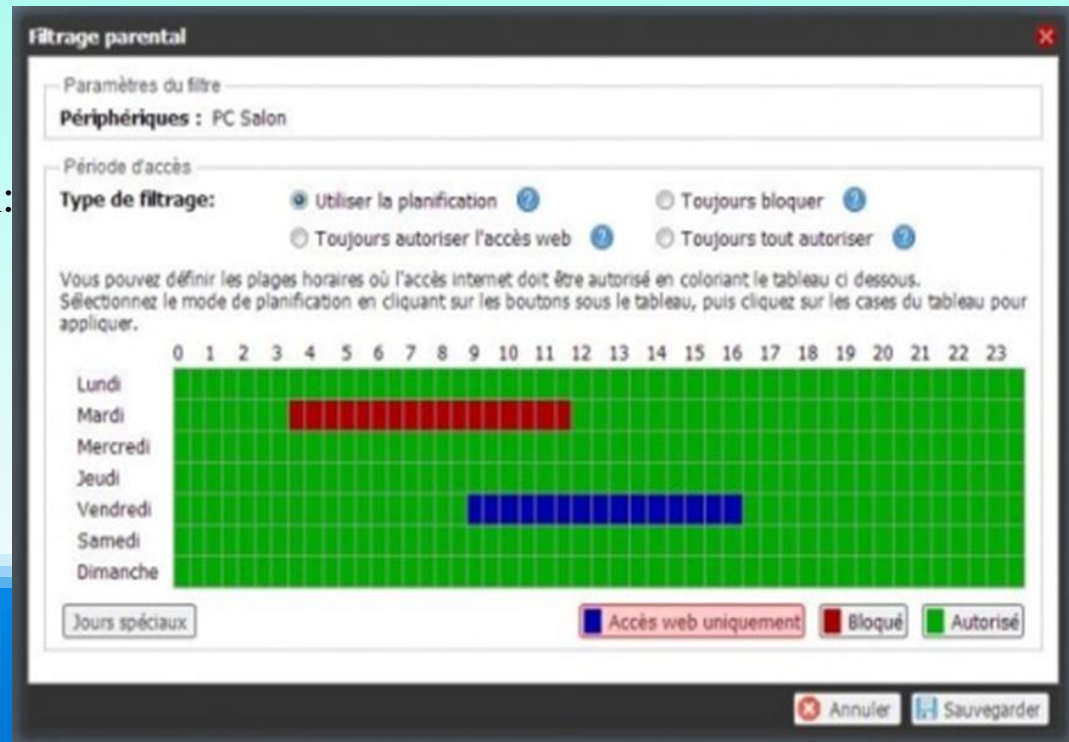 Filtrage parental
Paramètres du filtre
Périphériques : PC Salon
Période d'accès
Type de filtrage:
Utiliser la planification ?
Toujours bloquer ?
Toujours autoriser l'accès web ?
Toujours tout autoriser ?
Vous pouvez définir les plages horaires où l'accès internet doit être autorisé en coloriant le tableau ci dessous.
Sélectionnez le mode de planification en cliquant sur les boutons sous le tableau, puis cliquez sur les cases du tableau pour
appliquer.
0 1 2 3 4 5 6 7 8 9 10 11 12 13 14 15 16 17 18 19 20 21 22 23
Lundi
Mardi
Mercredi
Jeudi
Vendredi
Samedi
Dimanche
Jours spéciaux
Accès web uniquement
Bloqué
Autorisé
Annuler
Sauvegarder